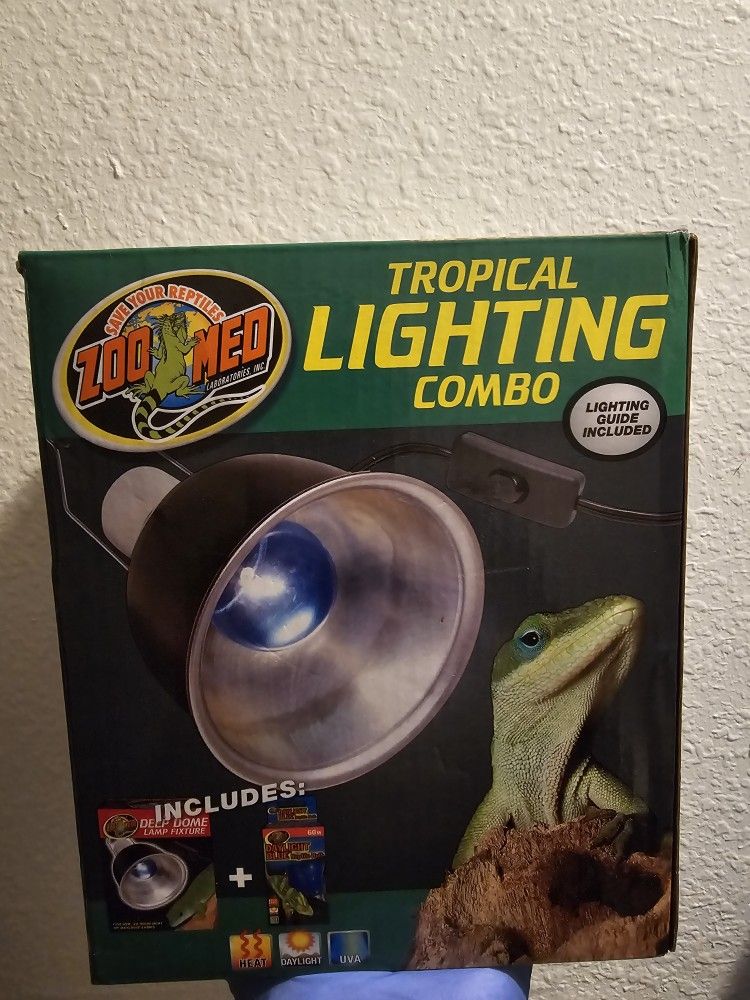 SAVE YOUR REPTILES
ZOO MED
LABORATORIES, INC
TROPICAL
LIGHTING
COMBO
LIGHTING
GUIDE
INCLUDED
INCLUDES:
DEEP DOME
LAMP FIXTURE
+
60W
DAYLIGHT
BLUE
HEAT
DAYLIGHT
UVA